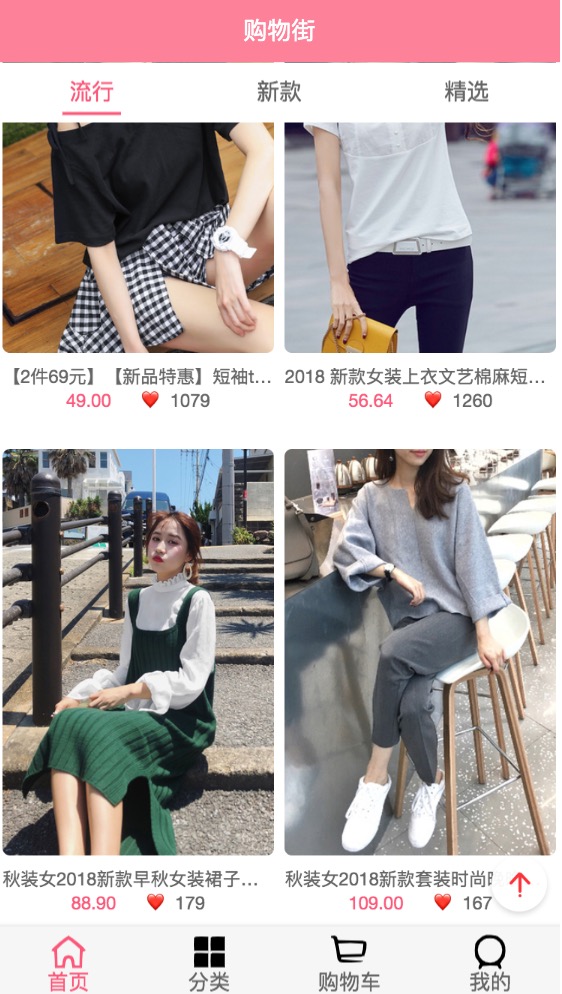 购物街
流行 新款 精选
【2件69元】【新品特惠】短袖t...
49.00 1079
2018 新款女装上衣文艺棉麻短...
56.64 1260
秋装女2018新款早秋女装裙子...
88.90 179
秋装女2018新款套装时尚
109.00 167
首页 分类 购物车 我的